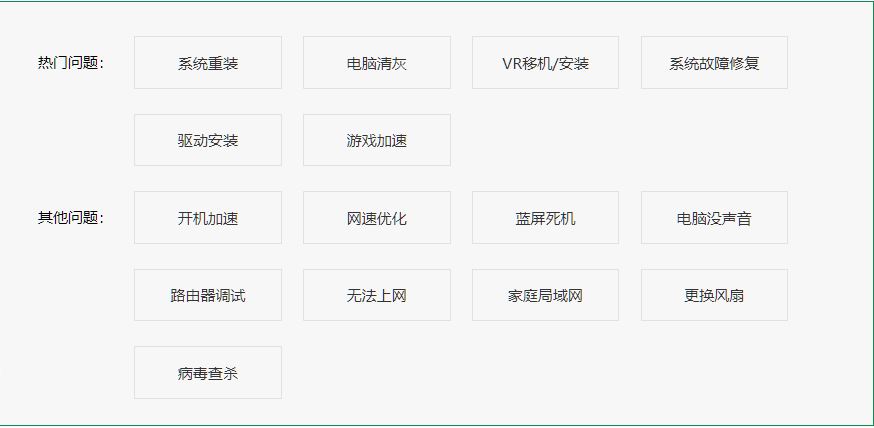 热门问题： 系统重装 电脑清灰 VR移机/安装 系统故障修复
驱动安装 游戏加速
其他问题： 开机加速 网速优化 蓝屏死机 电脑没声音
路由器调试 无法上网 家庭局域网 更换风扇
病毒查杀